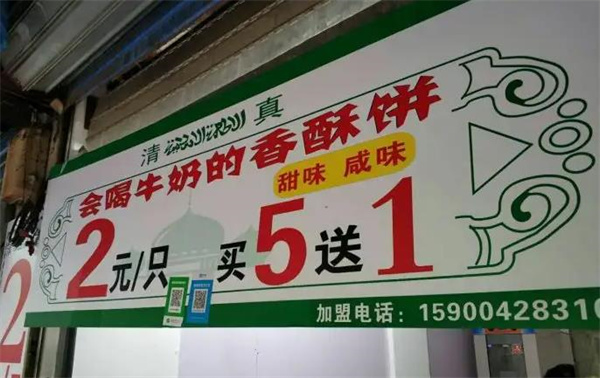 清 真
会喝牛奶的香酥饼
甜味 咸味
2元/只 买5送1
加盟电话：15900428310
2